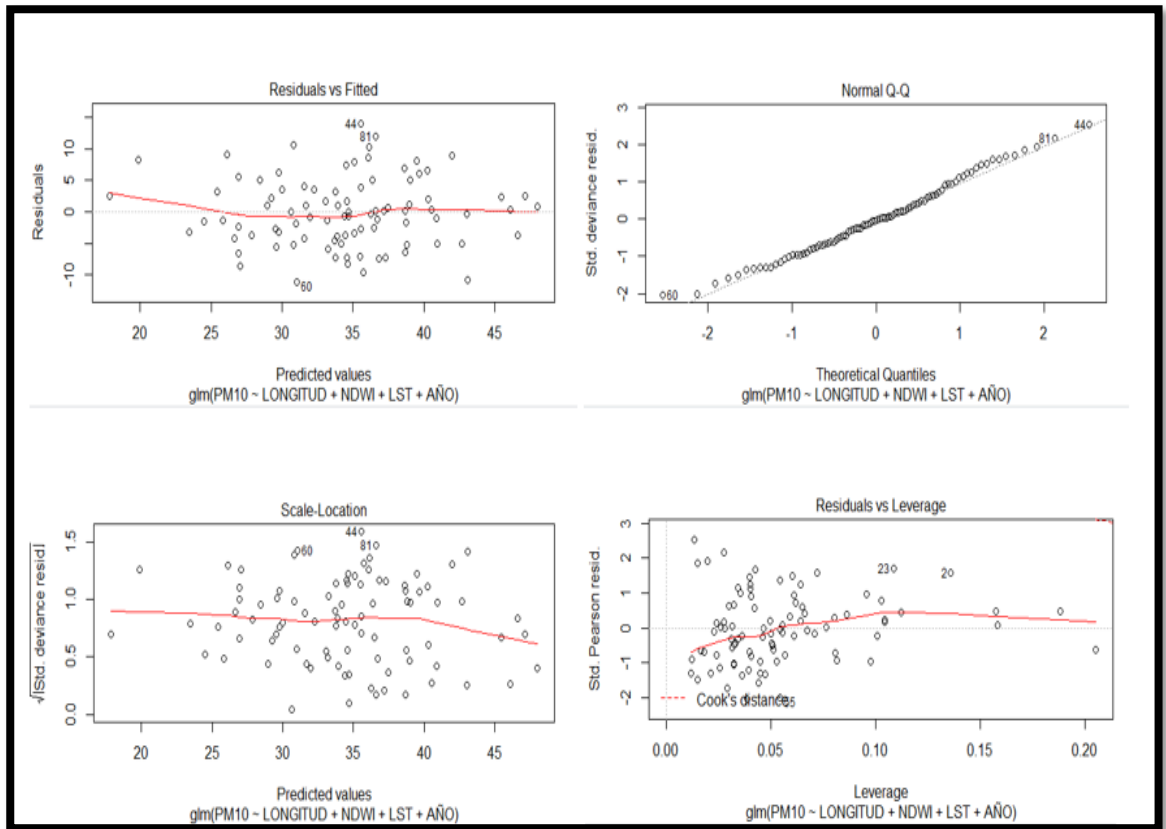 Residuals vs Fitted
Residuals
10
5
0
-10
44
81
60
20 25 30 35 40 45
Predicted values
glm(PM10 ~ LONGITUD + NDWI + LST + AÑO)
Normal Q-Q
Std. deviance resid.
3
2
1
0
-1
-2
81
44
60
-2 -1 0 1 2
Theoretical Quantiles
glm(PM10 ~ LONGITUD + NDWI + LST + AÑO)
Scale-Location
√|Std. deviance resid|
1.5
1.0
0.5
0.0
44
81
60
20 25 30 35 40 45
Predicted values
glm(PM10 ~ LONGITUD + NDWI + LST + AÑO)
Residuals vs Leverage
Std. Pearson resid.
3
2
1
0
-1
-2
23
2
Cook's distance
0.00 0.05 0.10 0.15 0.20
Leverage
glm(PM10 ~ LONGITUD + NDWI + LST + AÑO)